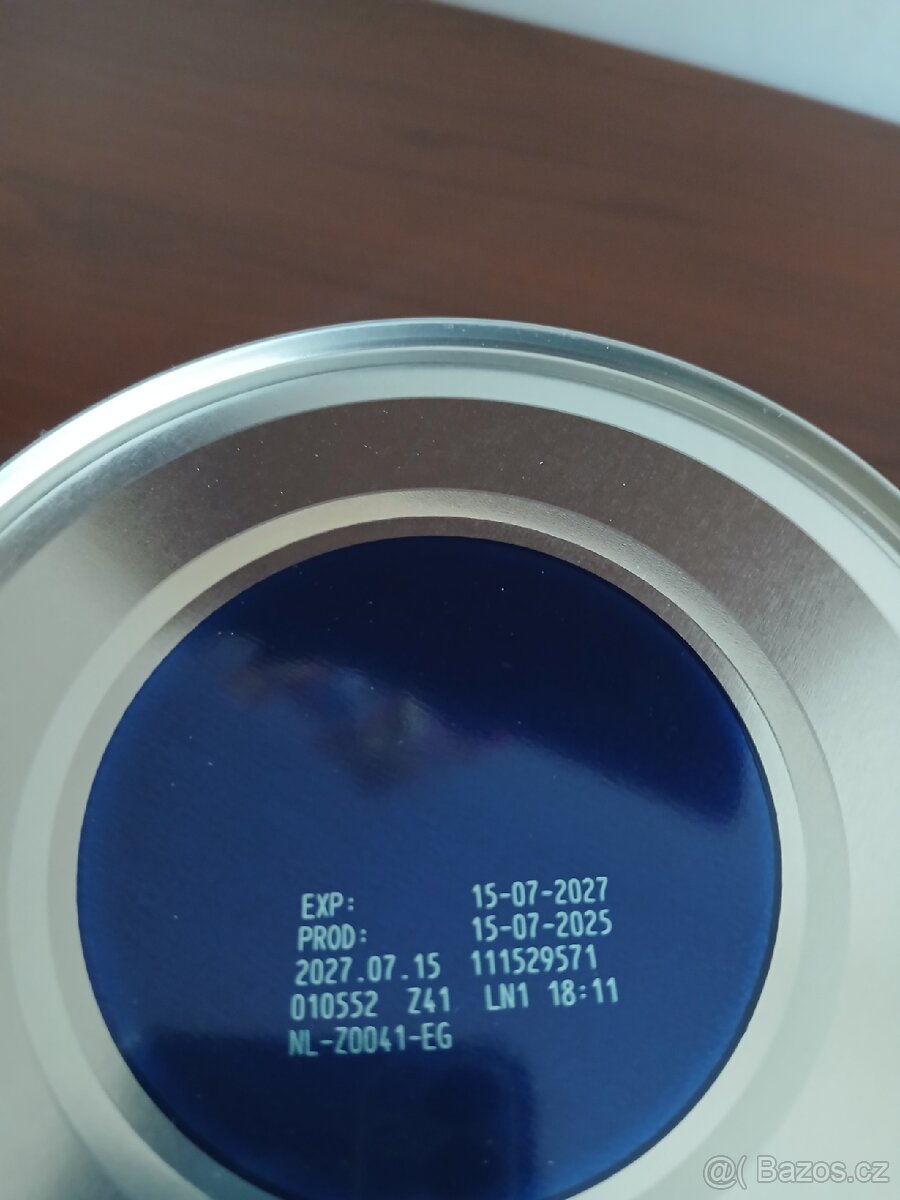 EXP: 15-07-2027
PROD: 15-07-2025
2027.07.15 111529571
010552 Z41 LN1 18:11
NL-Z0041-EG
@( Bazos.cz